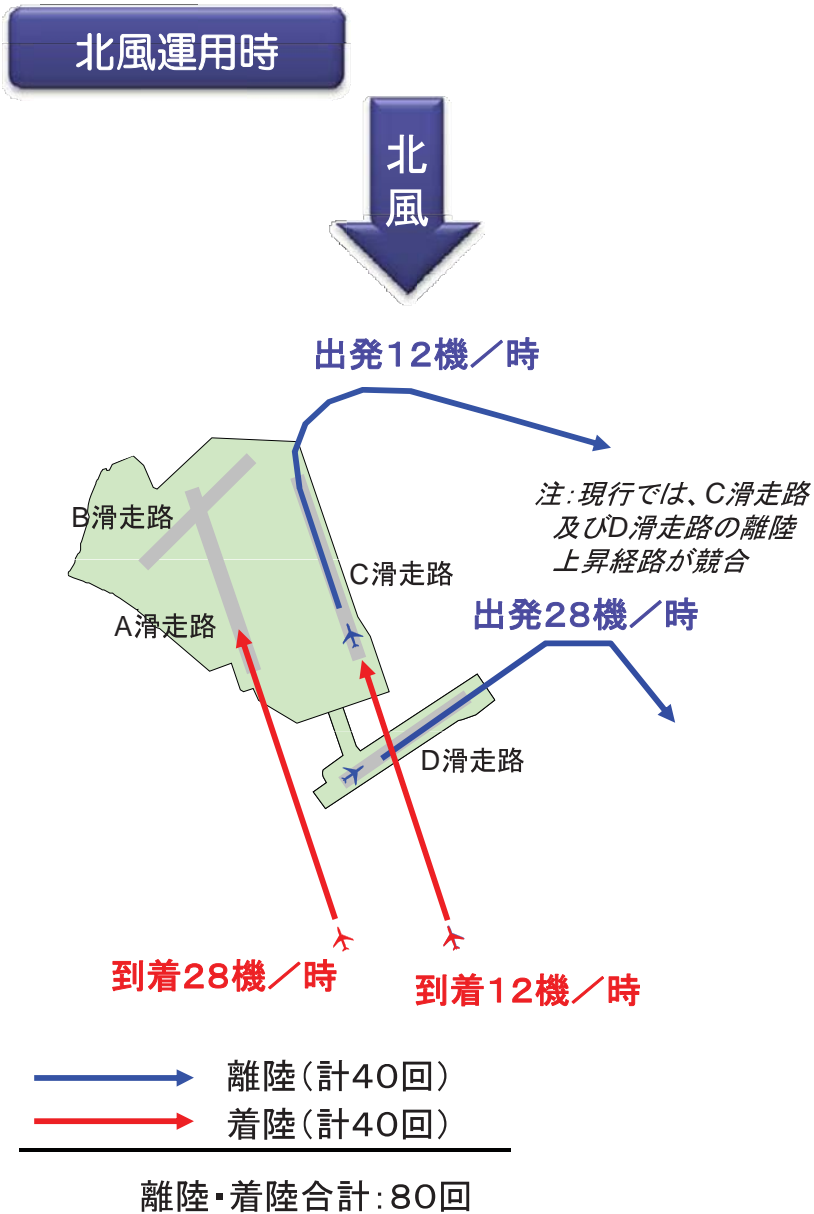 北風運用時
北
風
出発12機／時
注：現行では、C滑走路
及びD滑走路の離陸
上昇経路が競合
B滑走路
C滑走路
A滑走路
出発28機／時
D滑走路
到着28機／時
到着12機／時
離陸（計40回）
着陸（計40回）
離陸・着陸合計：80回